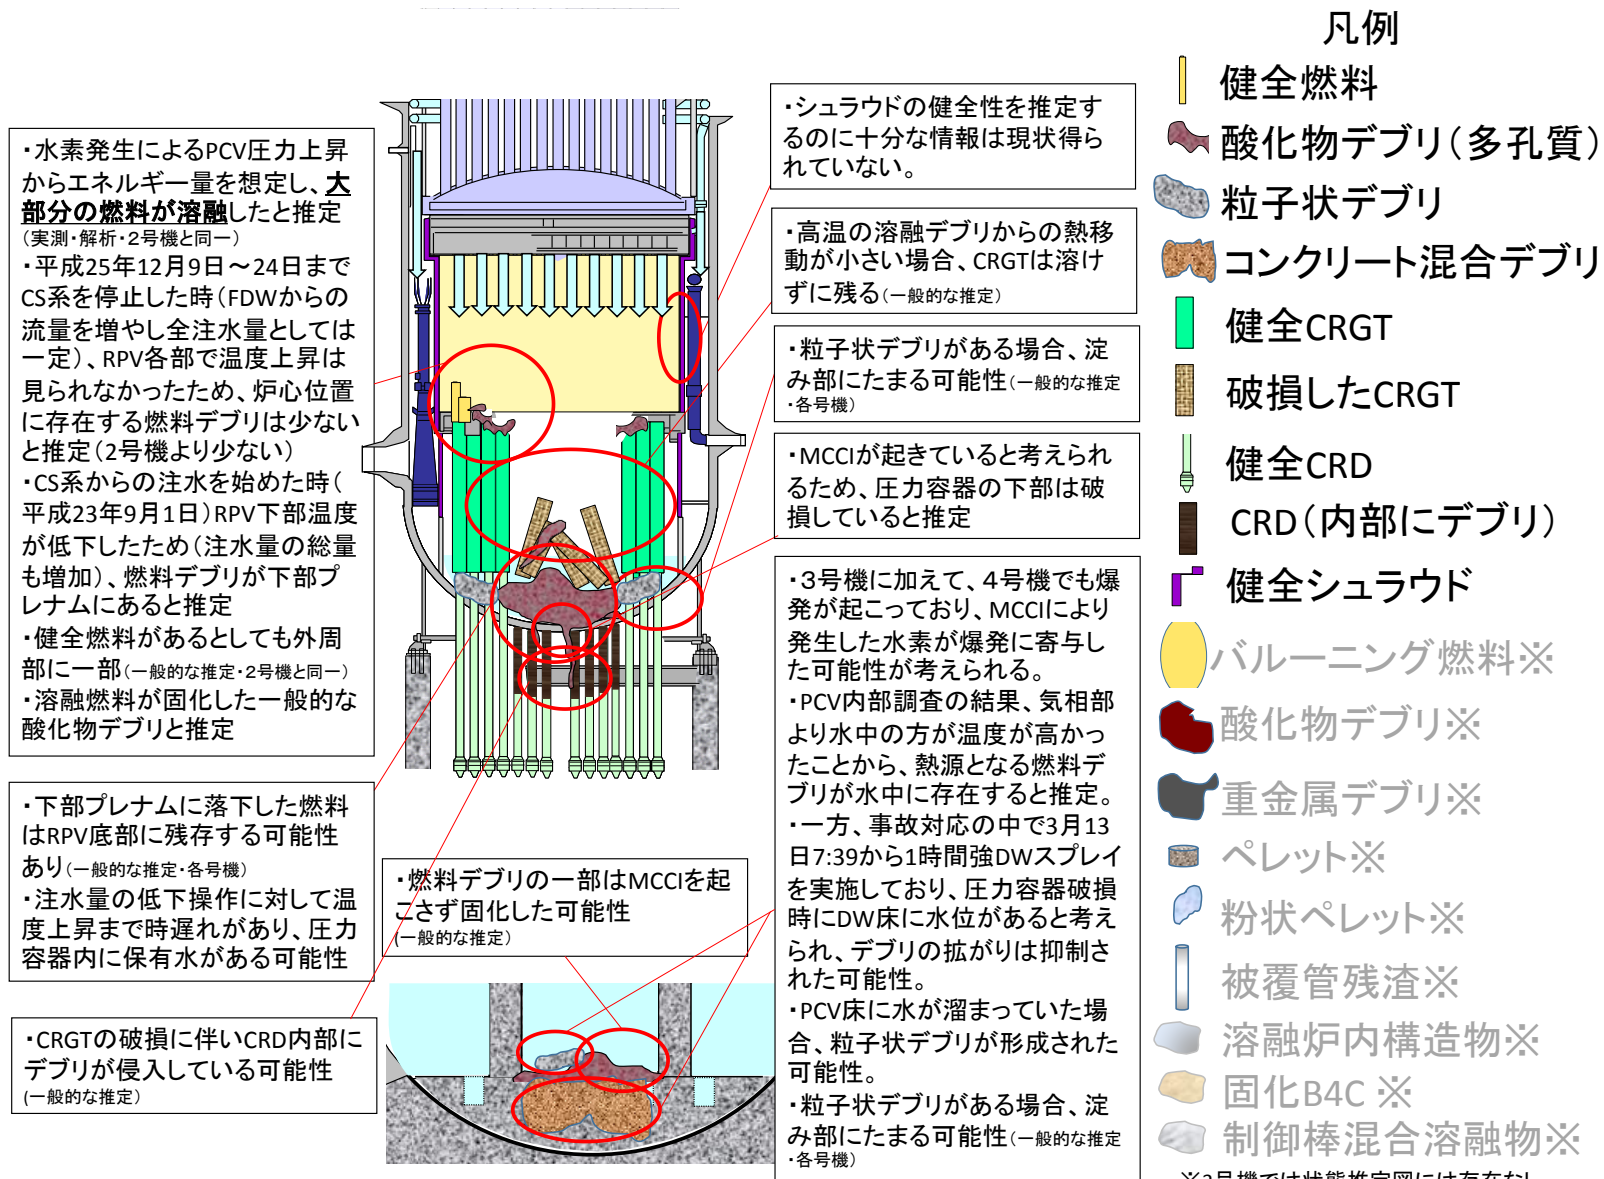 ・水素発生によるPCV圧力上昇
からエネルギー量を想定し、大
部分の燃料が溶融したと推定
（実測・解析・２号機と同一）
・平成25年12月9日～24日まで
CS系を停止した時（FDWからの
流量を増やし全注水量としては
一定）、RPV各部で温度上昇は
見られなかったため、炉心位置
に存在する燃料デブリは少ない
と推定（2号機より少ない）
・CS系からの注水を始めた時（
平成23年9月1日）RPV下部温度
が低下したため（注水量の総量
も増加）、燃料デブリが下部プ
レナムにあると推定
・健全燃料があるとしても外周
部に一部（一般的な推定・２号機と同一）
・溶融燃料が固化した一般的な
酸化物デブリと推定
・下部プレナムに落下した燃料
はRPV底部に残存する可能性
あり（一般的な推定・各号機）
・注水量の低下操作に対して温
度上昇まで時遅れがあり、圧力
容器内に保有水がある可能性
・CRGTの破損に伴いCRD内部に
デブリが侵入している可能性
(一般的な推定）
・燃料デブリの一部はMCCIを起
こさず固化した可能性
(一般的な推定）
・シュラウドの健全性を推定す
るのに十分な情報は現状得ら
れていない。
・高温の溶融デブリからの熱移
動が小さい場合、CRGTは溶け
ずに残る（一般的な推定）
・粒子状デブリがある場合、淀
み部にたまる可能性（一般的な推定
・各号機）
・MCCIが起きていると考えられ
るため、圧力容器の下部は破
損していると推定
・３号機に加えて、４号機でも爆
発が起こっており、MCCIにより
発生した水素が爆発に寄与し
た可能性が考えられる。
・PCV内部調査の結果、気相部
より水中の方が温度が高かっ
たことから、熱源となる燃料デ
ブリが水中に存在すると推定。
・一方、事故対応の中で3月13
日7:39から1時間強DWスプレイ
を実施しており、圧力容器破損
時にDW床に水位があると考え
られ、デブリの拡がりは抑制さ
れた可能性。
・PCV床に水が溜まっていた場
合、粒子状デブリが形成された
可能性。
・粒子状デブリがある場合、淀
み部にたまる可能性（一般的な推定
・各号機）
凡例
健全燃料
酸化物デブリ（多孔質）
粒子状デブリ
コンクリート混合デブリ
健全CRGT
破損したCRGT
健全CRD
CRD（内部にデブリ）
健全シュラウド
バルーニング燃料※
酸化物デブリ※
重金属デブリ※
ペレット※
粉状ペレット※
被覆管残渣※
溶融炉内構造物※
固化B4C ※
制御棒混合溶融物※
※3号機では状態推定図には存在なし